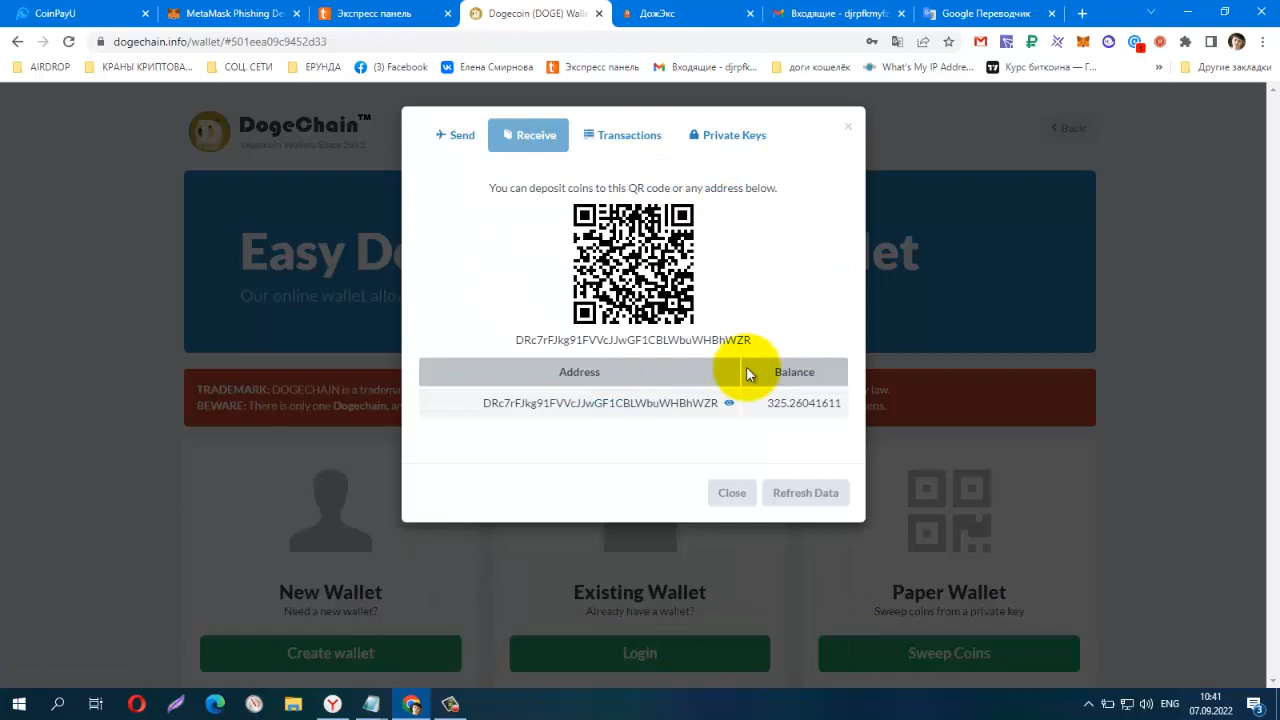 CoinPayU
MetaMask Phishing De
Экспресс панель
Dogecoin (DOGE) Walle
ДожЭкс
Входящие - djrpfkmyfz
Google Переводчик
dogechain.info/wallet/#501eea09c9452d33
AIRDROP
КРАНЫ КРИПТОВА...
СОЦ. СЕТИ
ЕРУНДА
(3) Facebook
Елена Смирнова
Экспресс панель
Входящие - djrpfk...
доги кошелёк
What's My IP Addre...
Курс биткоина — Г...
»
Другие закладки
DogeChain™
Dogecoin Wallets Since 2013
Back
Send
Receive
Transactions
Private Keys
×
You can deposit coins to this QR code or any address below.
DRc7rFJkg91FVVcJJwGF1CBLWbuWHBhWZR
Address
Balance
DRc7rFJkg91FVVcJJwGF1CBLWbuWHBhWZR
325.26041611
Close
Refresh Data
Easy D
et
Our online wallet allo
TRADEMARK: DOGECHAIN is a tradema
y law.
BEWARE: There is only one Dogechain, an
ens.
New Wallet
Need a new wallet?
Create wallet
Existing Wallet
Already have a wallet?
Login
Paper Wallet
Sweep coins from a private key
Sweep Coins
ENG
10:41
07.09.2022
3